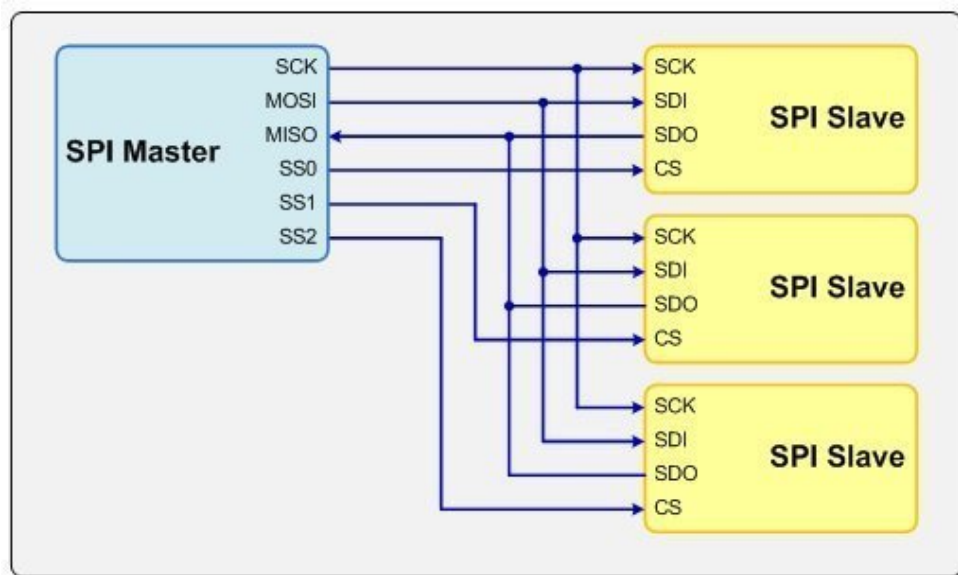 SPI Master
SCK
MOSI
MISO
SS0
SS1
SS2
SCK
SDI
SDO
CS
SPI Slave
SCK
SDI
SDO
CS
SPI Slave
SCK
SDI
SDO
CS
SPI Slave